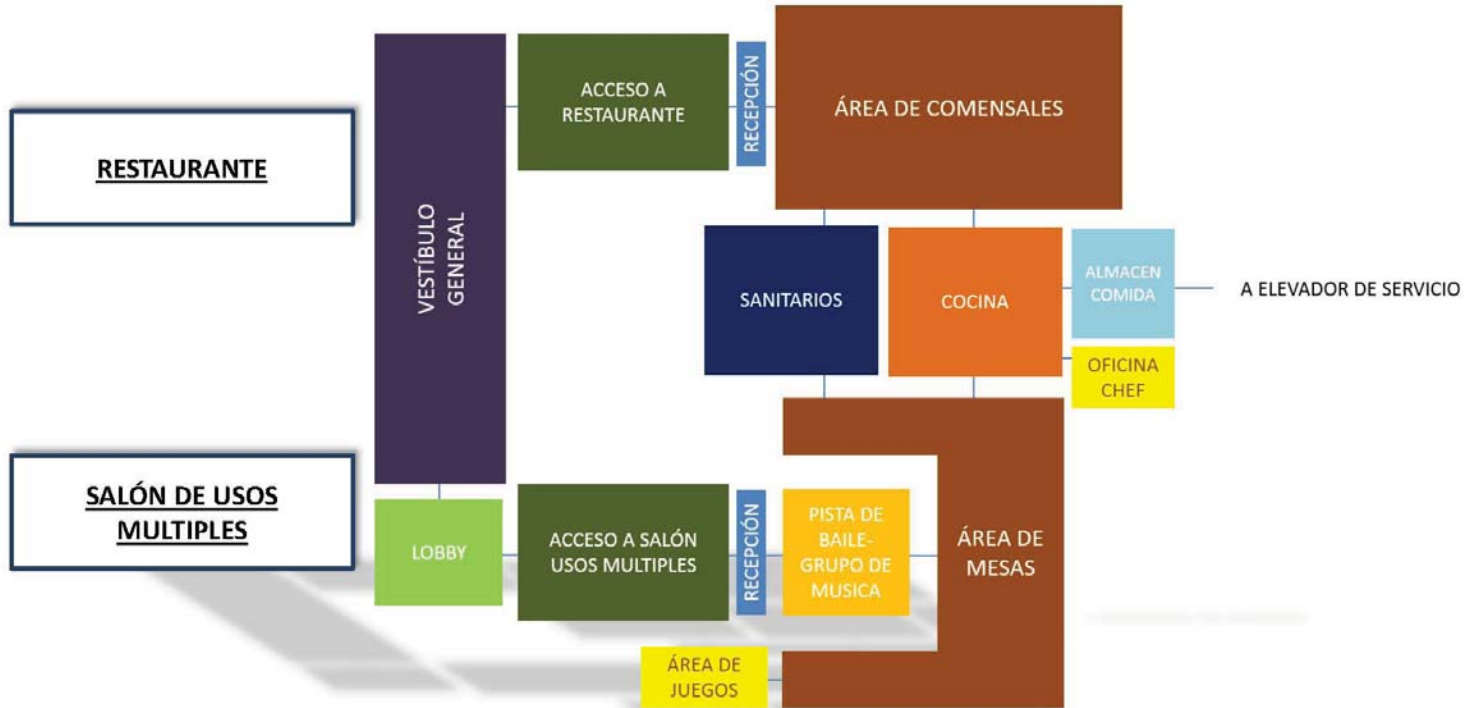 RESTAURANTE
VESTÍBULO
GENERAL
ACCESO A
RESTAURANTE
RECEPCIÓN
ÁREA DE COMENSALES
SANITARIOS
COCINA
ALMACEN
COMIDA
A ELEVADOR DE SERVICIO
OFICINA
CHEF
SALÓN DE USOS
MULTIPLES
LOBBY
ACCESO A SALÓN
USOS MULTIPLES
RECEPCIÓN
PISTA DE
BAILE-
GRUPO DE
MUSICA
ÁREA DE
MESAS
ÁREA DE
JUEGOS